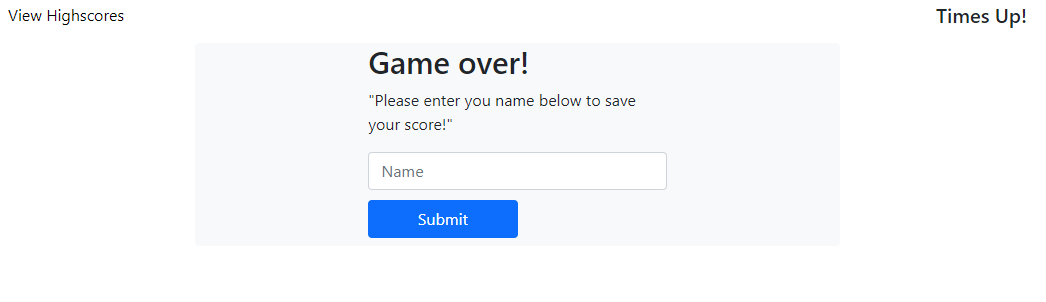 View Highscores
Times Up!
Game over!
"Please enter you name below to save
your score!"
Name
Submit